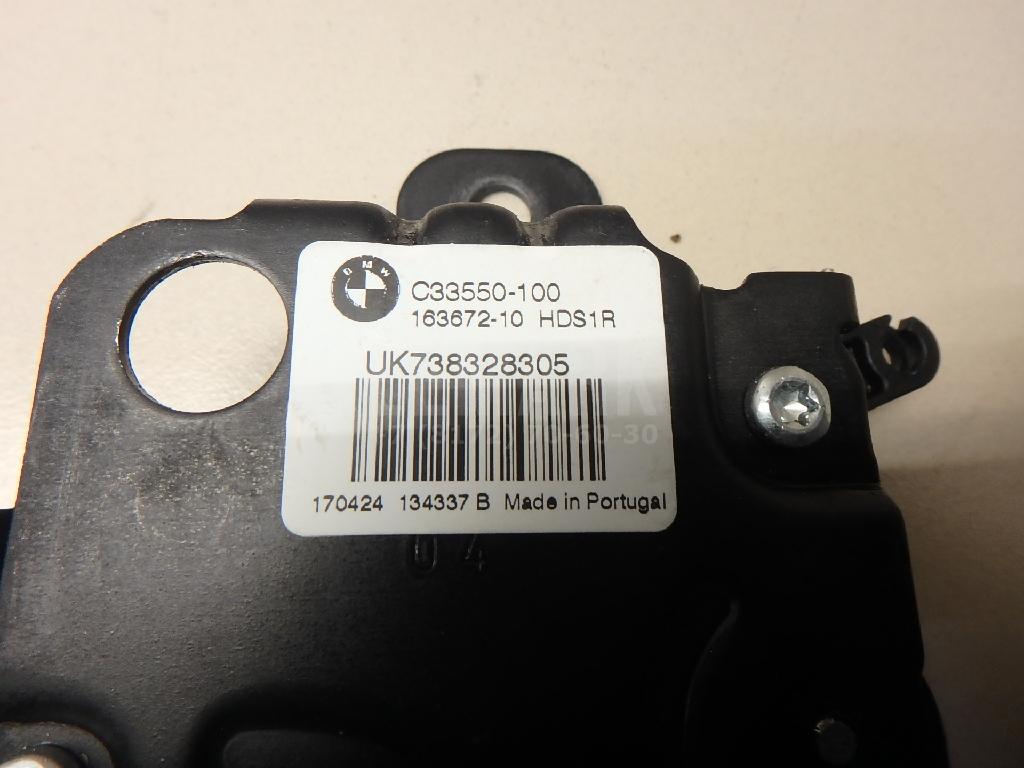 BMW
C33550-100
163672-10 HDS1R
UK738328305
170424 134337 B Made in Portugal
04